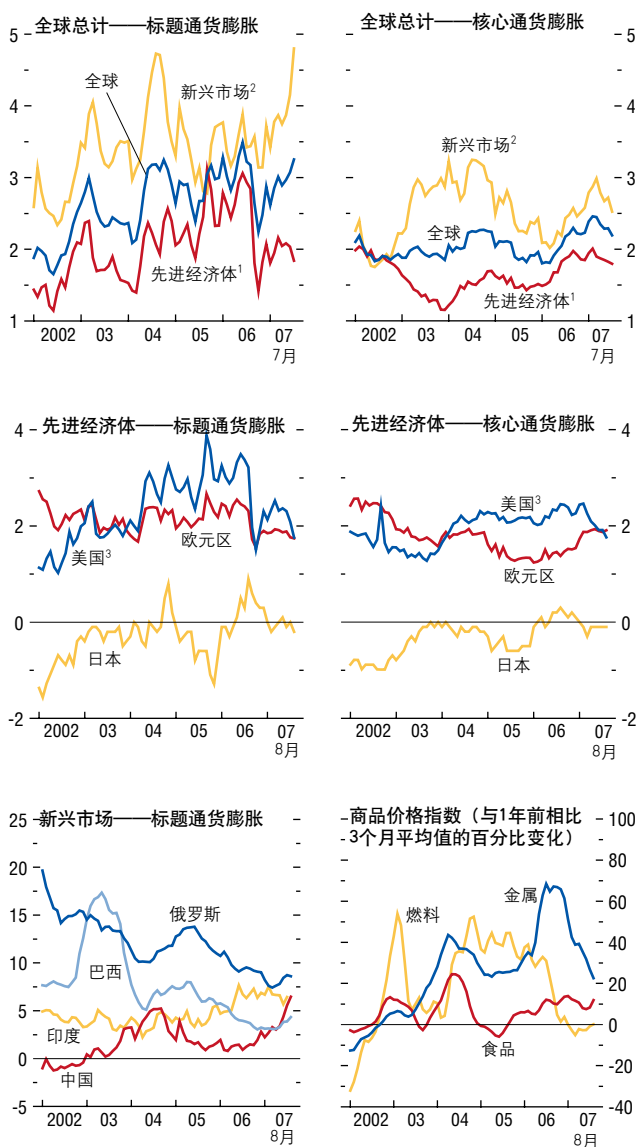 全球总计——标题通货膨胀
5
4
3
2
1
全球
新兴市场²
先进经济体¹
2002 03 04 05 06 07
7月
全球总计——核心通货膨胀
5
4
3
2
1
新兴市场²
全球
先进经济体¹
2002 03 04 05 06 07
7月
先进经济体——标题通货膨胀
4
2
0
-2
美国³
欧元区
日本
2002 03 04 05 06 07
8月
先进经济体——核心通货膨胀
4
2
0
-2
美国³
欧元区
日本
2002 03 04 05 06 07
8月
新兴市场——标题通货膨胀
25
20
15
10
5
0
-5
俄罗斯
巴西
印度
中国
2002 03 04 05 06 07
8月
商品价格指数（与1年前相比
3个月平均值的百分比变化）
100
80
60
40
20
0
-20
-40
燃料
金属
食品
2002 03 04 05 06 07
8月